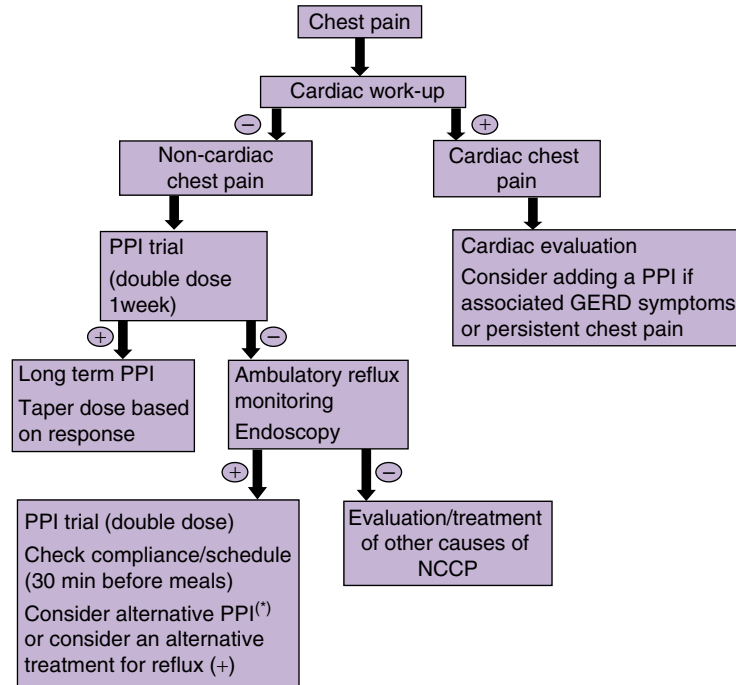 Chest pain
Cardiac work-up
−
+
Non-cardiac
chest pain
Cardiac chest
pain
PPI trial
(double dose
1week)
Cardiac evaluation
Consider adding a PPI if
associated GERD symptoms
or persistent chest pain
+
−
Long term PPI
Taper dose based
on response
Ambulatory reflux
monitoring
Endoscopy
+
−
PPI trial (double dose)
Check compliance/schedule
(30 min before meals)
Consider alternative PPI(*)
or consider an alternative
treatment for reflux (+)
Evaluation/treatment
of other causes of
NCCP